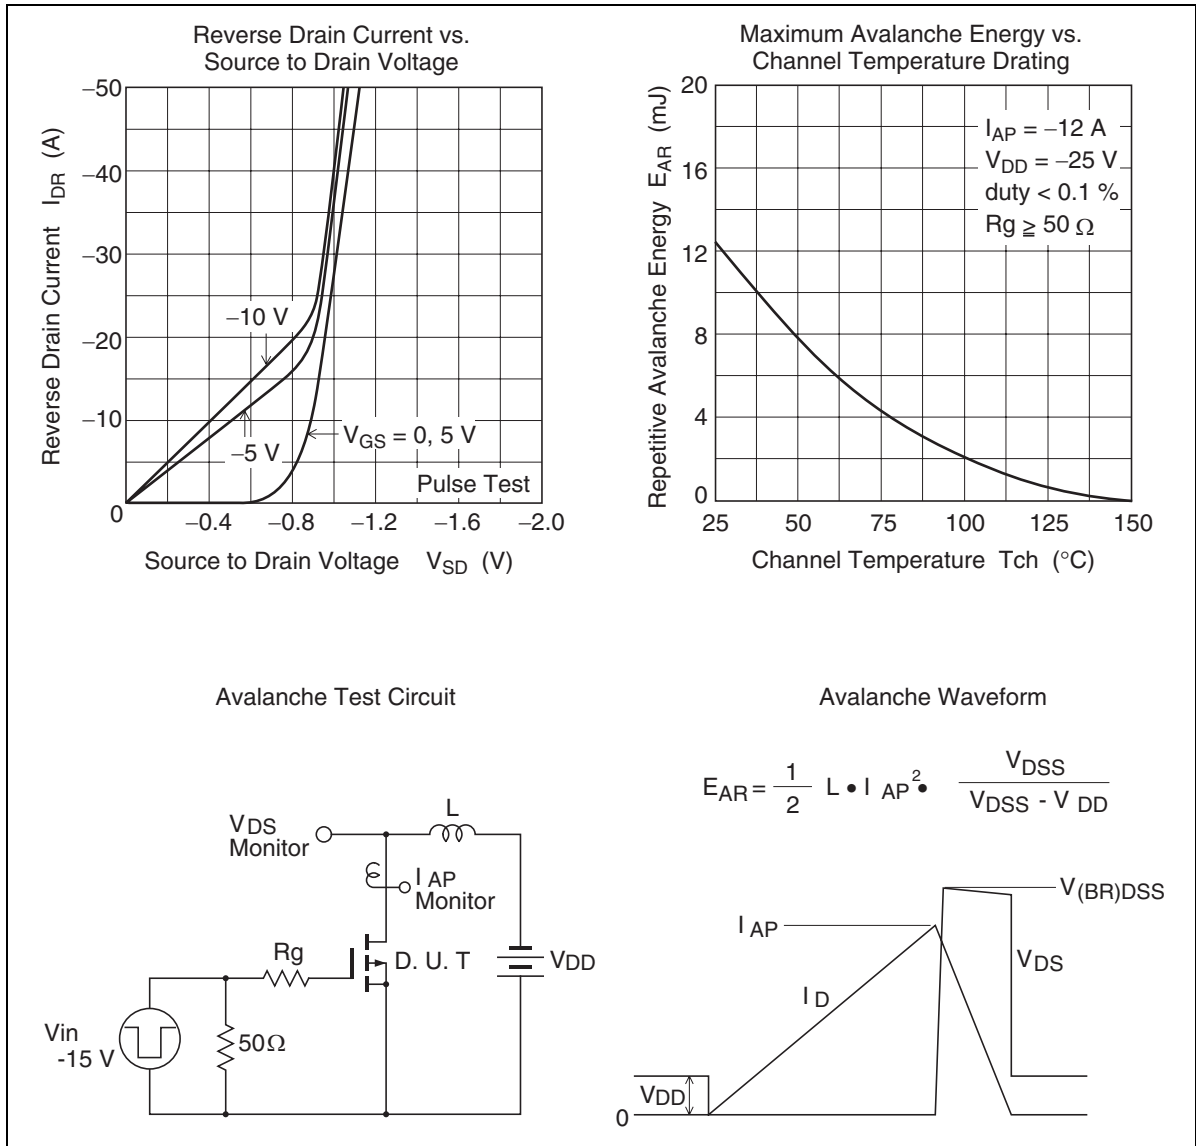 Reverse Drain Current vs.
Source to Drain Voltage
–50
–40
–30
–20
–10
0
Reverse Drain Current I_DR (A)
–10 V
–5 V
V_GS = 0, 5 V
Pulse Test
–0.4 –0.8 –1.2 –1.6 –2.0
Source to Drain Voltage V_SD (V)
Maximum Avalanche Energy vs.
Channel Temperature Drating
20
16
12
8
4
0
Repetitive Avalanche Energy E_AR (mJ)
I_AP = –12 A
V_DD = –25 V
duty < 0.1 %
Rg ≧ 50 Ω
25 50 75 100 125 150
Channel Temperature Tch (°C)
Avalanche Test Circuit
V_DS
Monitor
L
I_AP
Monitor
Rg
D. U. T
V_DD
Vin
-15 V
50Ω
Avalanche Waveform
E_AR = 1/2 L • I_AP² • V_DSS / (V_DSS - V_DD)
V_(BR)DSS
I_AP
V_DS
I_D
V_DD
0